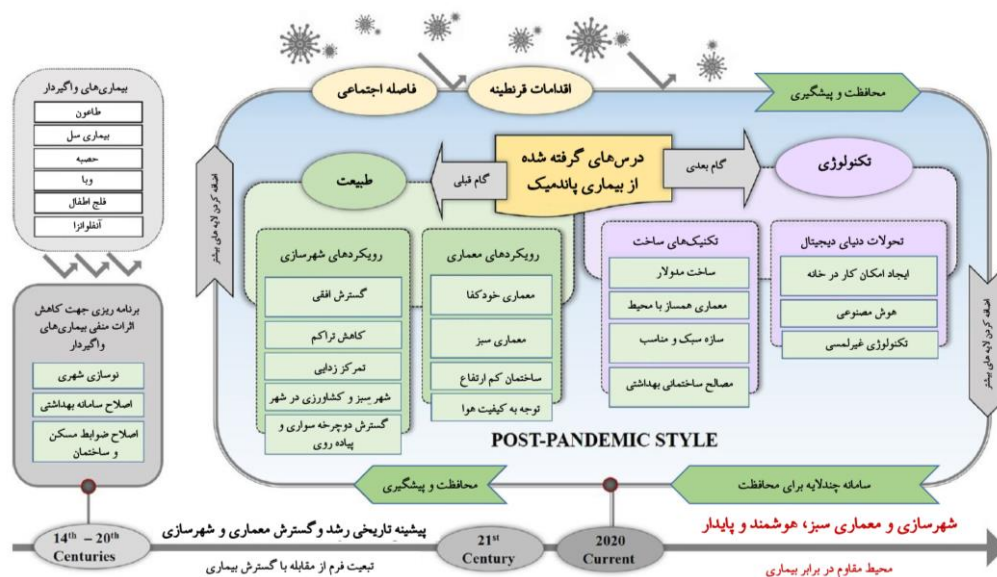 فاصله اجتماعی
اقدامات قرنطینه
محافظت و پیشگیری
بیماری‌های واگیردار
طاعون
بیماری سل
حصبه
وبا
فلج اطفال
آنفلوانزا
برنامه ریزی جهت کاهش
اثرات منفی بیماری‌های
واگیردار
نوسازی شهری
اصلاح سامانه بهداشتی
اصلاح ضوابط مسکن
و ساختمان
اضافه کردن لایه های بیشتر
درس‌های گرفته شده
از بیماری پاندمیک
گام بعدی
گام قبلی
تکنولوژی
طبیعت
تحولات دنیای دیجیتال
ایجاد امکان کار در خانه
هوش مصنوعی
تکنولوژی غیرلمسی
تکنیک‌های ساخت
ساخت مدولار
معماری همساز با محیط
سازه سبک و مناسب
مصالح ساختمانی بهداشتی
رویکردهای معماری
معماری خودکفا
معماری سبز
ساختمان کم ارتفاع
توجه به کیفیت هوا
رویکردهای شهرسازی
گسترش افقی
کاهش تراکم
تمرکز زدایی
شهر سبز و کشاورزی در شهر
گسترش دوچرخه سواری و
پیاده روی
اضافه کردن لایه های بیشتر
POST-PANDEMIC STYLE
محافظت و پیشگیری
سامانه چندلایه برای محافظت
14th – 20th
Centuries
پیشینه تاریخی رشد وگسترش معماری و شهرسازی
تبعیت فرم از مقابله با گسترش بیماری
21st
Century
2020
Current
شهرسازی و معماری سبز، هوشمند و پایدار
محیط مقاوم در برابر بیماری